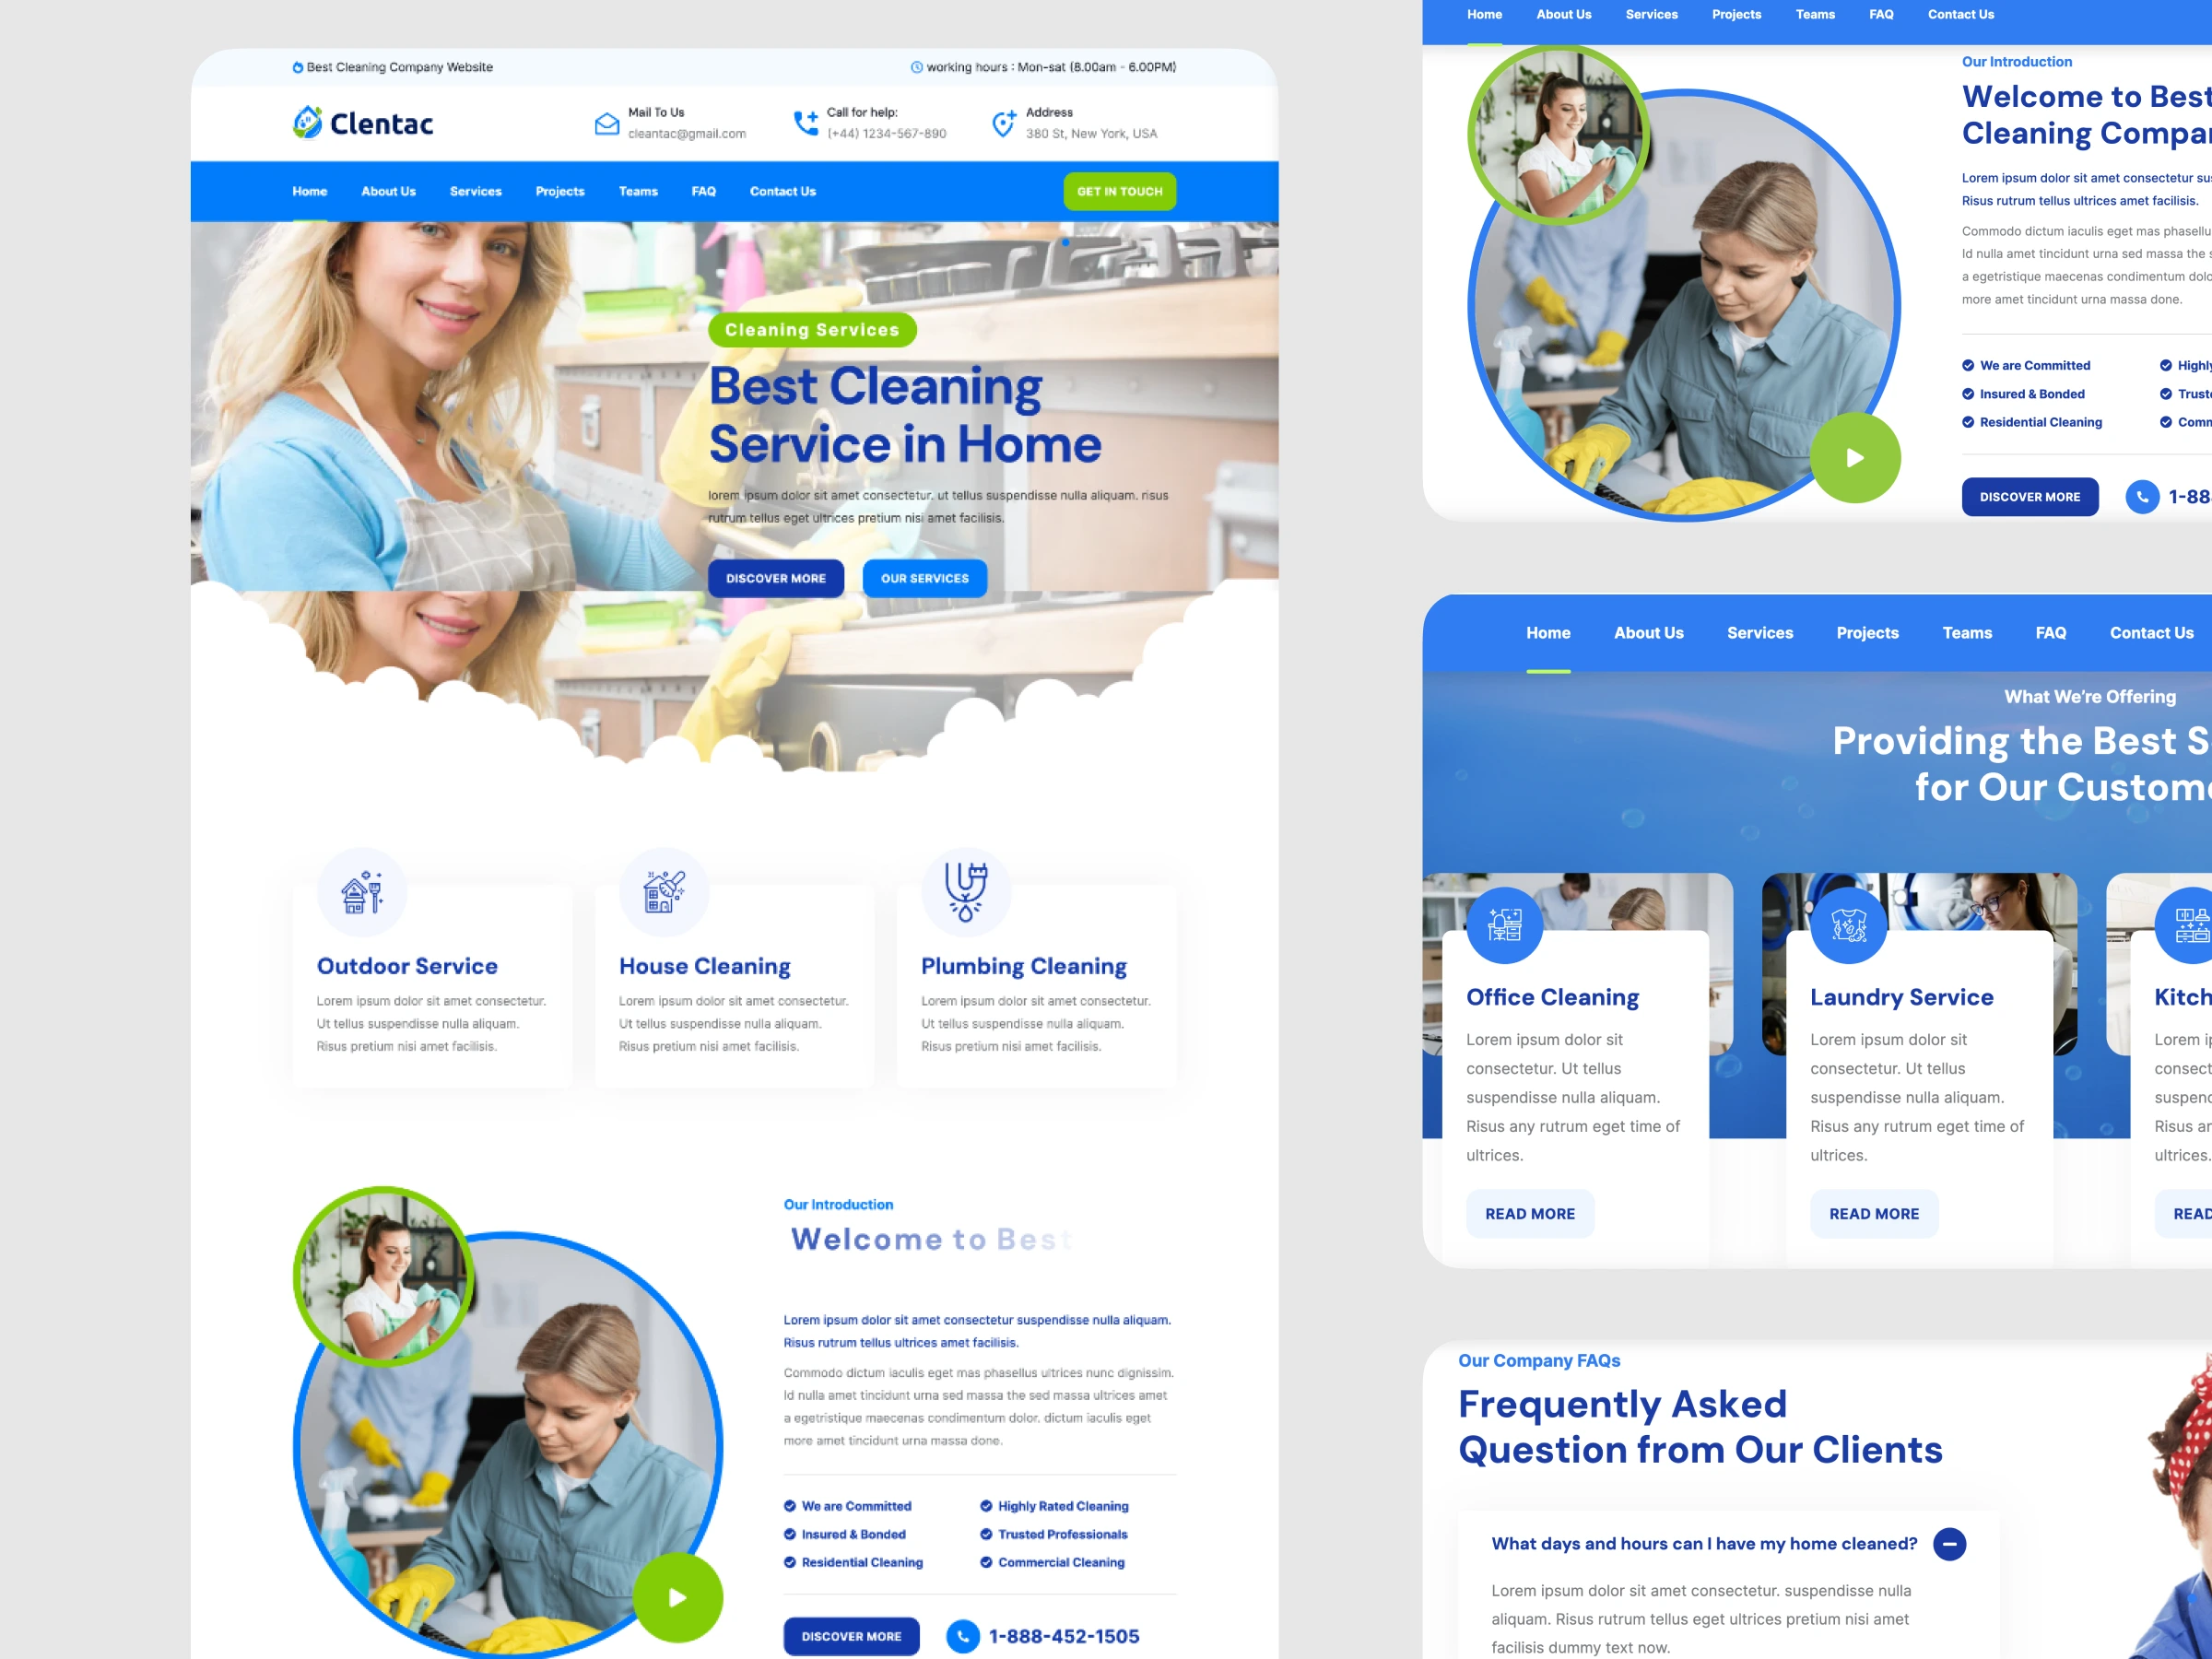 Best Cleaning Company Website
working hours : Mon-sat (8.00am - 6.00PM)
Clentac
Mail To Us
cleantac@gmail.com
Call for help:
(+44) 1234-567-890
Address
380 St, New York, USA
Home About Us Services Projects Teams FAQ Contact Us
GET IN TOUCH
Cleaning Services
Best Cleaning
Service in Home
lorem ipsum dolor sit amet consectetur. ut tellus suspendisse nulla aliquam. risus
rutrum tellus eget ultrices pretium nisi amet facilisis.
DISCOVER MORE
OUR SERVICES
Outdoor Service
Lorem ipsum dolor sit amet consectetur.
Ut tellus suspendisse nulla aliquam.
Risus pretium nisi amet facilisis.
House Cleaning
Lorem ipsum dolor sit amet consectetur.
Ut tellus suspendisse nulla aliquam.
Risus pretium nisi amet facilisis.
Plumbing Cleaning
Lorem ipsum dolor sit amet consectetur.
Ut tellus suspendisse nulla aliquam.
Risus pretium nisi amet facilisis.
Our Introduction
Welcome to Best
Lorem ipsum dolor sit amet consectetur suspendisse nulla aliquam.
Risus rutrum tellus ultrices amet facilisis.
Commodo dictum iaculis eget mas phasellus ultrices nunc dignissim.
Id nulla amet tincidunt urna sed massa the sed massa ultrices amet
a egetristique maecenas condimentum dolor. dictum iaculis eget
more amet tincidunt urna massa done.
We are Committed
Highly Rated Cleaning
Insured & Bonded
Trusted Professionals
Residential Cleaning
Commercial Cleaning
DISCOVER MORE
1-888-452-1505
Home About Us Services Projects Teams FAQ Contact Us
Our Introduction
Welcome to Best
Cleaning Compa
Lorem ipsum dolor sit amet consectetur sus
Risus rutrum tellus ultrices amet facilisis.
Commodo dictum iaculis eget mas phasellu
Id nulla amet tincidunt urna sed massa the s
a egetristique maecenas condimentum dolo
more amet tincidunt urna massa done.
We are Committed
Highly
Insured & Bonded
Trust
Residential Cleaning
Comm
DISCOVER MORE
1-88
Home About Us Services Projects Teams FAQ Contact Us
What We're Offering
Providing the Best S
for Our Custome
Office Cleaning
Lorem ipsum dolor sit
consectetur. Ut tellus
suspendisse nulla aliquam.
Risus any rutrum eget time of
ultrices.
READ MORE
Laundry Service
Lorem ipsum dolor sit
consectetur. Ut tellus
suspendisse nulla aliquam.
Risus any rutrum eget time of
ultrices.
READ MORE
Kitch
Lorem ip
consect
suspend
Risus ar
ultrices.
READ
Our Company FAQs
Frequently Asked
Question from Our Clients
What days and hours can I have my home cleaned?
Lorem ipsum dolor sit amet consectetur. suspendisse nulla
aliquam. Risus rutrum tellus eget ultrices pretium nisi amet
facilisis dummy text now.